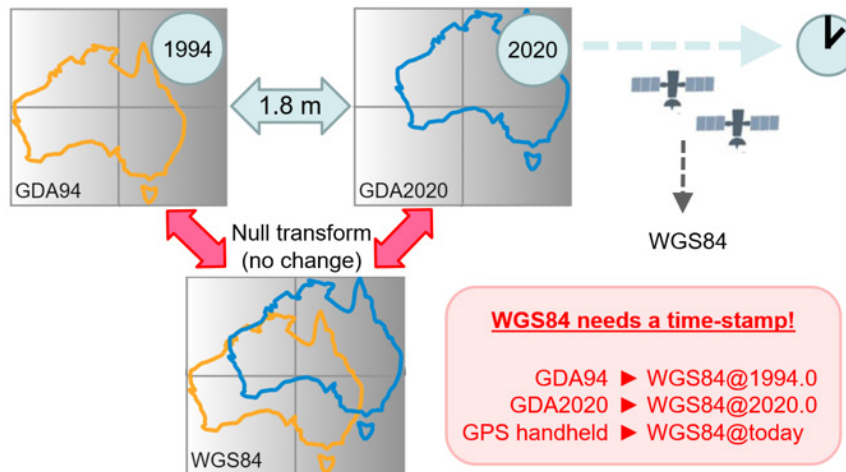 1994
1.8 m
2020
GDA94
GDA2020
WGS84
Null transform
(no change)
WGS84
WGS84 needs a time-stamp!
GDA94 ► WGS84@1994.0
GDA2020 ► WGS84@2020.0
GPS handheld ► WGS84@today